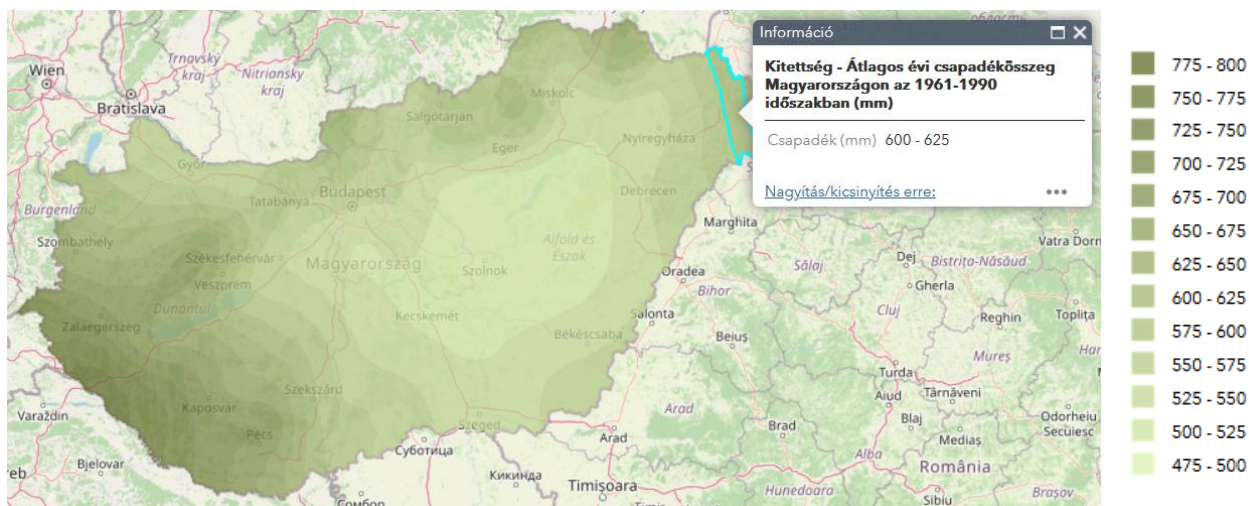 Információ
Kitettség - Átlagos évi csapadékösszeg
Magyarországon az 1961-1990
időszakban (mm)
Csapadék (mm) 600 - 625
Nagyítás/kicsinyítés erre:
775 - 800
750 - 775
725 - 750
700 - 725
675 - 700
650 - 675
625 - 650
600 - 625
575 - 600
550 - 575
525 - 550
500 - 525
475 - 500
Wien
Trnavský
kraj
Nitriansky
kraj
Bratislava
Salgótarján
Miskolc
Eger
Nyíregyháza
Győr
Tatabánya
Budapest
Debrecen
Burgenland
Szombathely
Székesfehérvár
Magyarország
Szolnok
Alföld és
Észak
Marghita
Vatra Dorn
Veszprém
Dunántúl
Zalaegerszeg
Kecskemét
Békéscsaba
Oradea
Bihor
Salonta
Sălaj
Dej
Bistrița-Năsăud
Gherla
Cluj
Reghin
Toplița
Beiuș
Mureș
Szekszárd
Kaposvár
Pécs
Szeged
Varaždin
Bjelovar
Суботица
Кикинда
Сомбор
Arad
Arad
Timișoara
Brad
Turda
Aiud
Târnăveni
Blaj
Mediaș
Alba
Odorheiu
Secuiesc
România
Hunedoara
Sibiu
Brașov